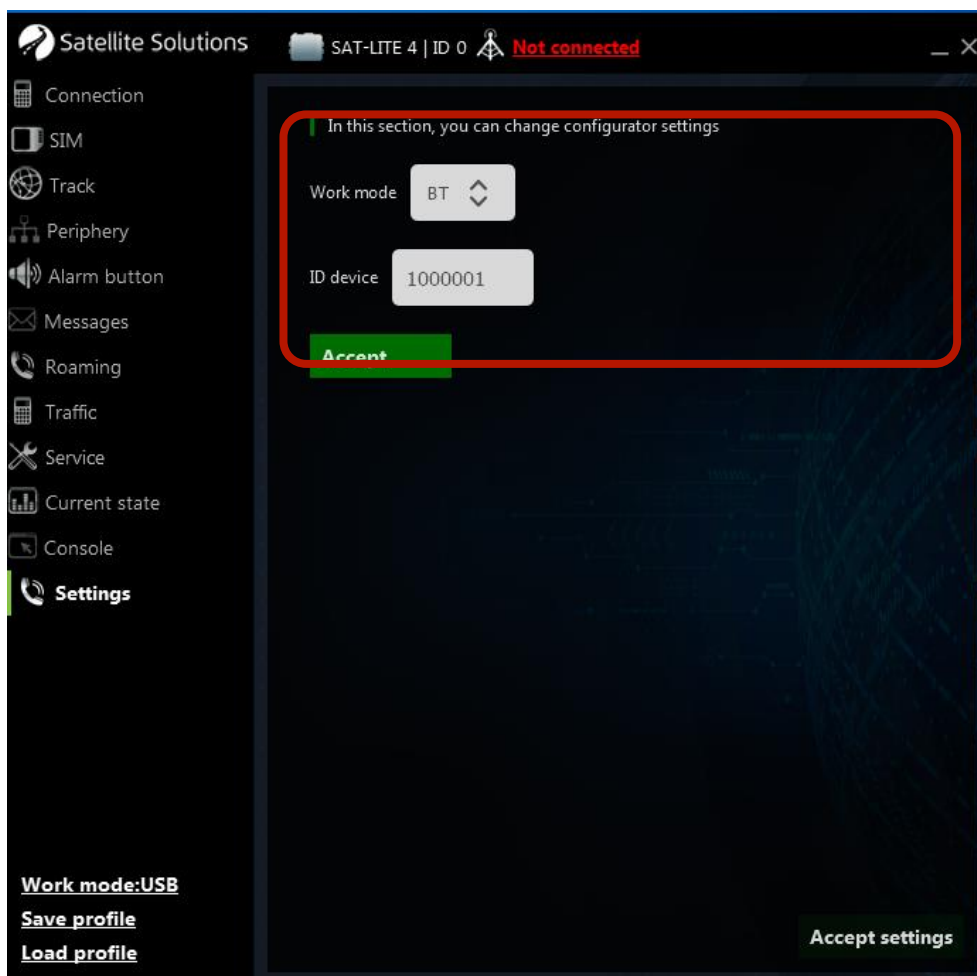 Satellite Solutions
SAT-LITE 4 | ID 0 Not connected
Connection
SIM
Track
Periphery
Alarm button
Messages
Roaming
Traffic
Service
Current state
Console
Settings
In this section, you can change configurator settings
Work mode BT
ID device 1000001
Accept
Work mode:USB
Save profile
Load profile
Accept settings